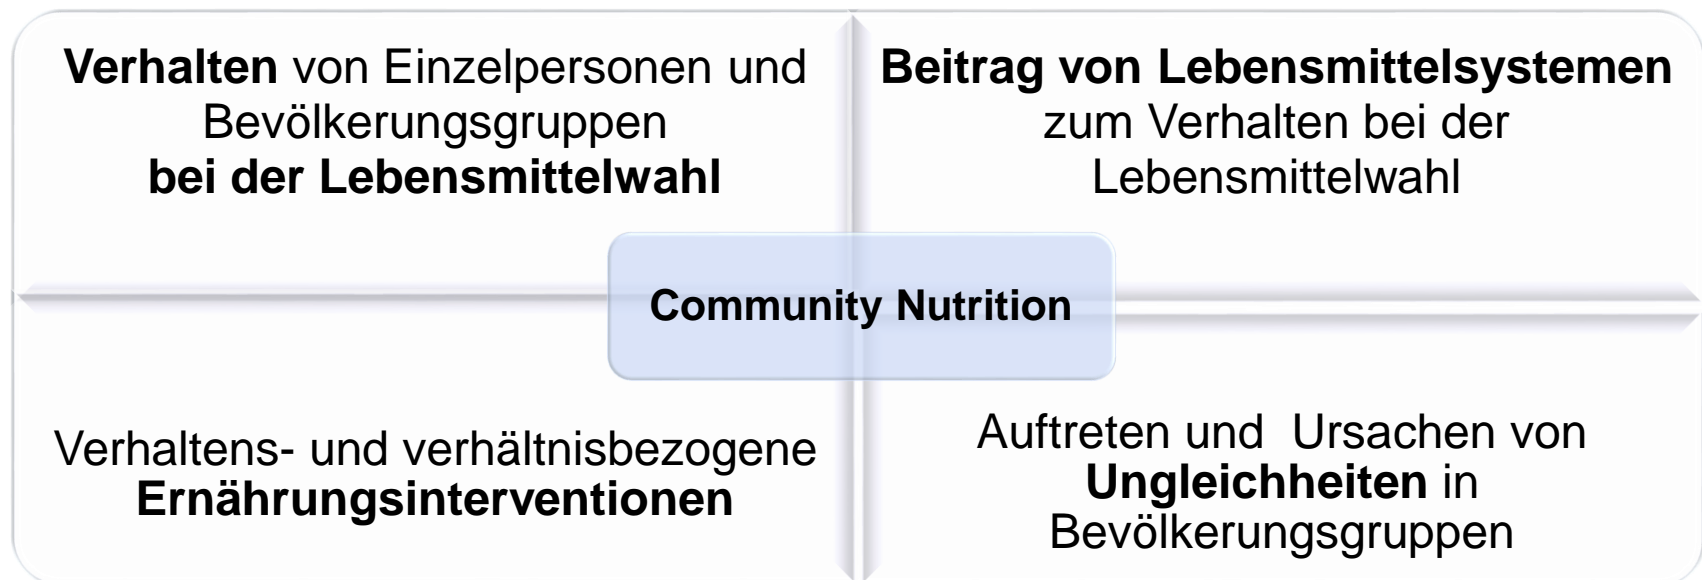 Verhalten von Einzelpersonen und
Bevölkerungsgruppen
bei der Lebensmittelwahl
Beitrag von Lebensmittelsystemen
zum Verhalten bei der
Lebensmittelwahl
Community Nutrition
Verhaltens- und verhältnisbezogene
Ernährungsinterventionen
Auftreten und Ursachen von
Ungleichheiten in
Bevölkerungsgruppen